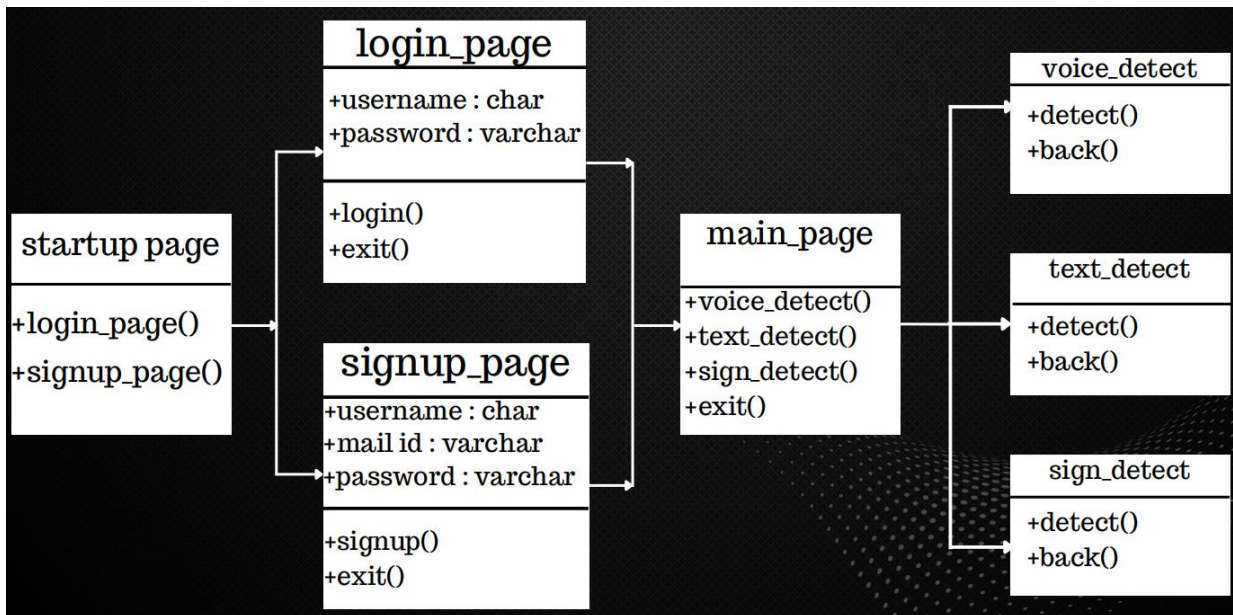 startup page
+login_page()
+signup_page()
login_page
+username : char
+password : varchar
+login()
+exit()
signup_page
+username : char
+mail id : varchar
+password : varchar
+signup()
+exit()
main_page
+voice_detect()
+text_detect()
+sign_detect()
+exit()
voice_detect
+detect()
+back()
text_detect
+detect()
+back()
sign_detect
+detect()
+back()